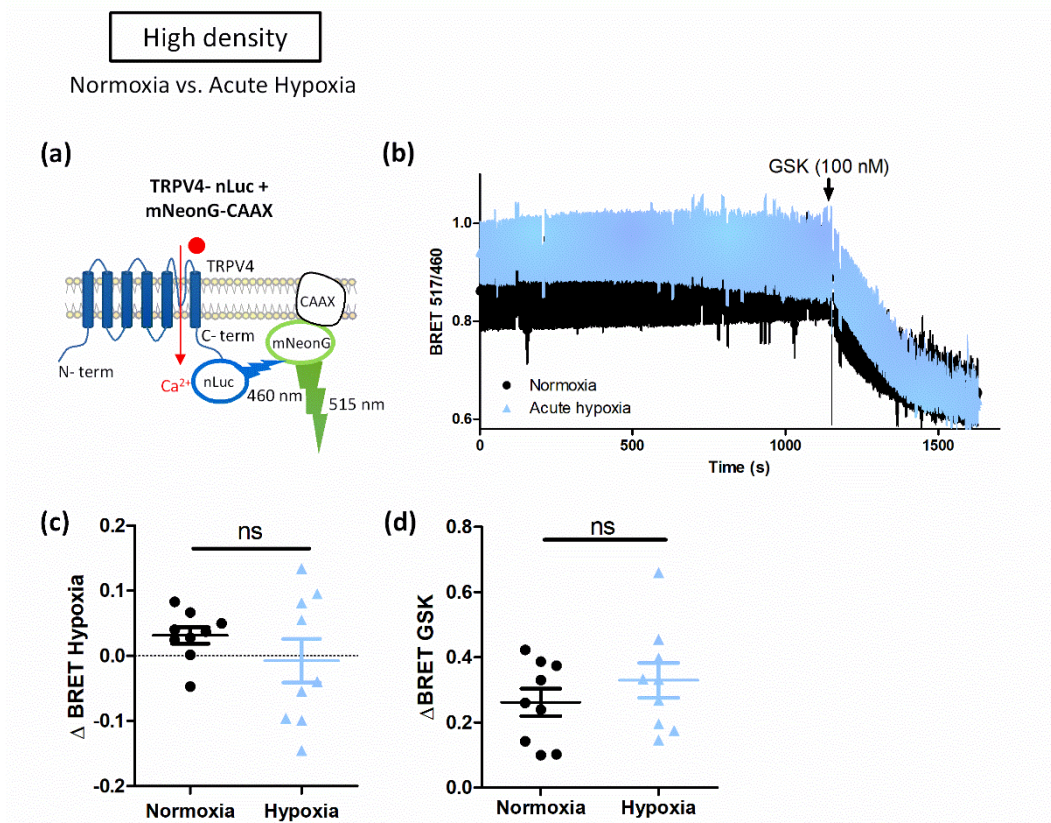 High density
Normoxia vs. Acute Hypoxia
(a)
TRPV4- nLuc +
mNeonG-CAAX
TRPV4
CAAX
C- term
mNeonG
N- term
Ca2+
nLuc
460 nm
515 nm
(b)
GSK (100 nM)
BRET 517/460
1.0
0.8
0.6
Normoxia
Acute hypoxia
0
500
1000
1500
Time (s)
(c)
ns
Δ BRET Hypoxia
0.2
0.1
0.0
-0.1
-0.2
Normoxia
Hypoxia
(d)
ns
ΔBRET GSK
0.8
0.6
0.4
0.2
0.0
Normoxia
Hypoxia